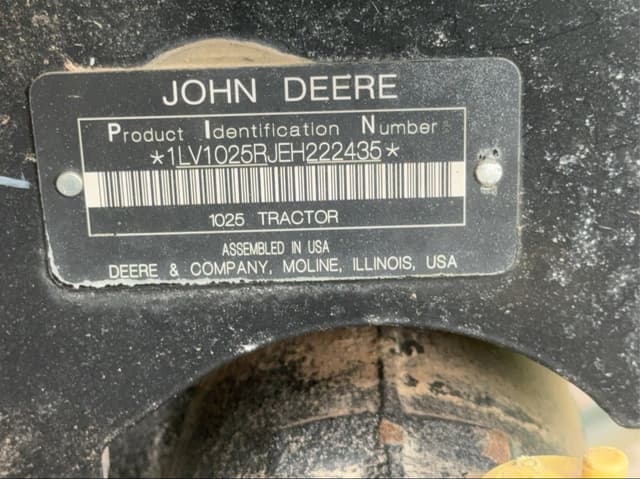 JOHN DEERE
Product Identification Number
*1LV1025RJEH222435*
1025 TRACTOR
ASSEMBLED IN USA
DEERE & COMPANY, MOLINE, ILLINOIS, USA